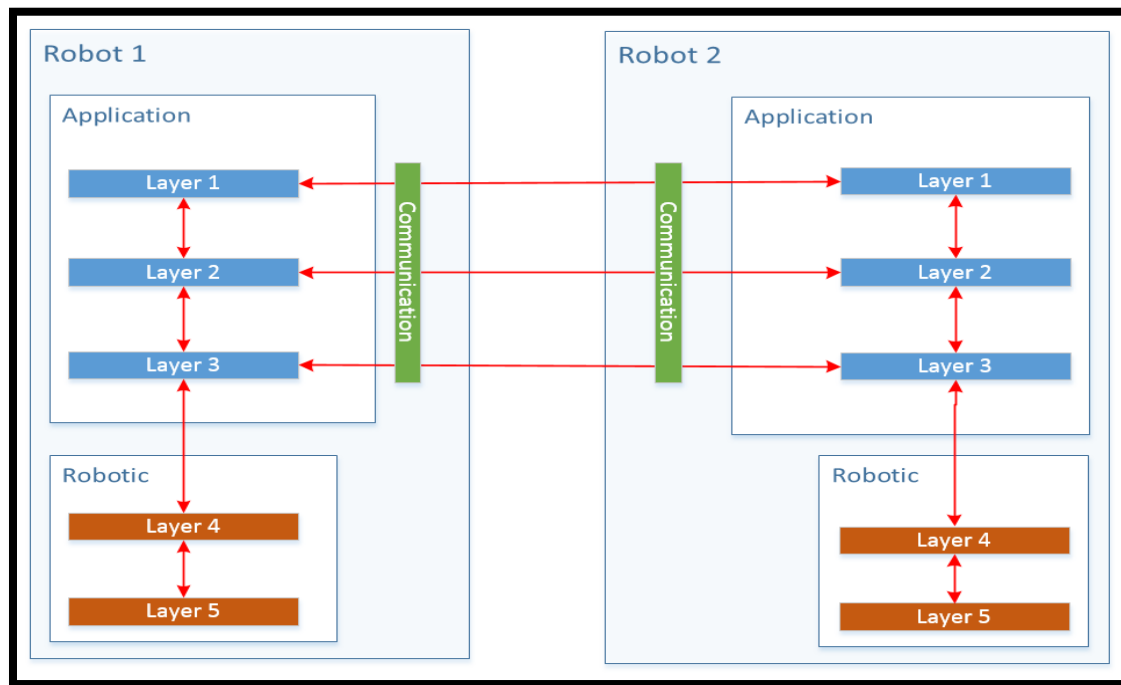 Robot 1
Application
Layer 1
Layer 2
Layer 3
Communication
Robotic
Layer 4
Layer 5
Robot 2
Application
Communication
Layer 1
Layer 2
Layer 3
Robotic
Layer 4
Layer 5